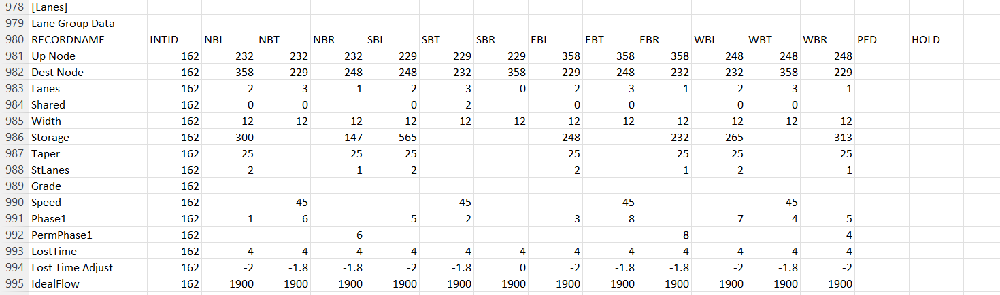 978 [Lanes]
979 Lane Group Data
980 RECORDNAME INTID NBL NBT NBR SBL SBT SBR EBL EBT EBR WBL WBT WBR PED HOLD
981 Up Node 162 232 232 232 229 229 229 358 358 358 248 248 248
982 Dest Node 162 358 229 248 248 232 358 229 248 232 232 358 229
983 Lanes 162 2 3 1 2 3 0 2 3 1 2 3 1
984 Shared 162 0 0 0 2 0 0 0 0
985 Width 162 12 12 12 12 12 12 12 12 12 12 12 12
986 Storage 162 300 147 565 248 232 265 313
987 Taper 162 25 25 25 25 25 25 25
988 StLanes 162 2 1 2 2 1 2 1
989 Grade 162
990 Speed 162 45 45 45 45
991 Phase1 162 1 6 5 2 3 8 7 4 5
992 PermPhase1 162 6 8 4
993 LostTime 162 4 4 4 4 4 4 4 4 4 4 4 4
994 Lost Time Adjust 162 -2 -1.8 -1.8 -2 -1.8 0 -2 -1.8 -1.8 -2 -1.8 -2
995 IdealFlow 162 1900 1900 1900 1900 1900 1900 1900 1900 1900 1900 1900 1900